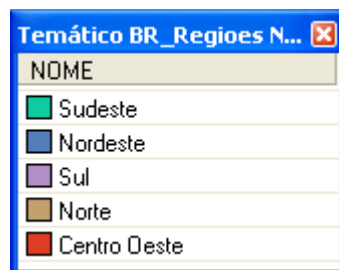 Temático BR_Regioes N...
NOME
Sudeste
Nordeste
Sul
Norte
Centro Oeste